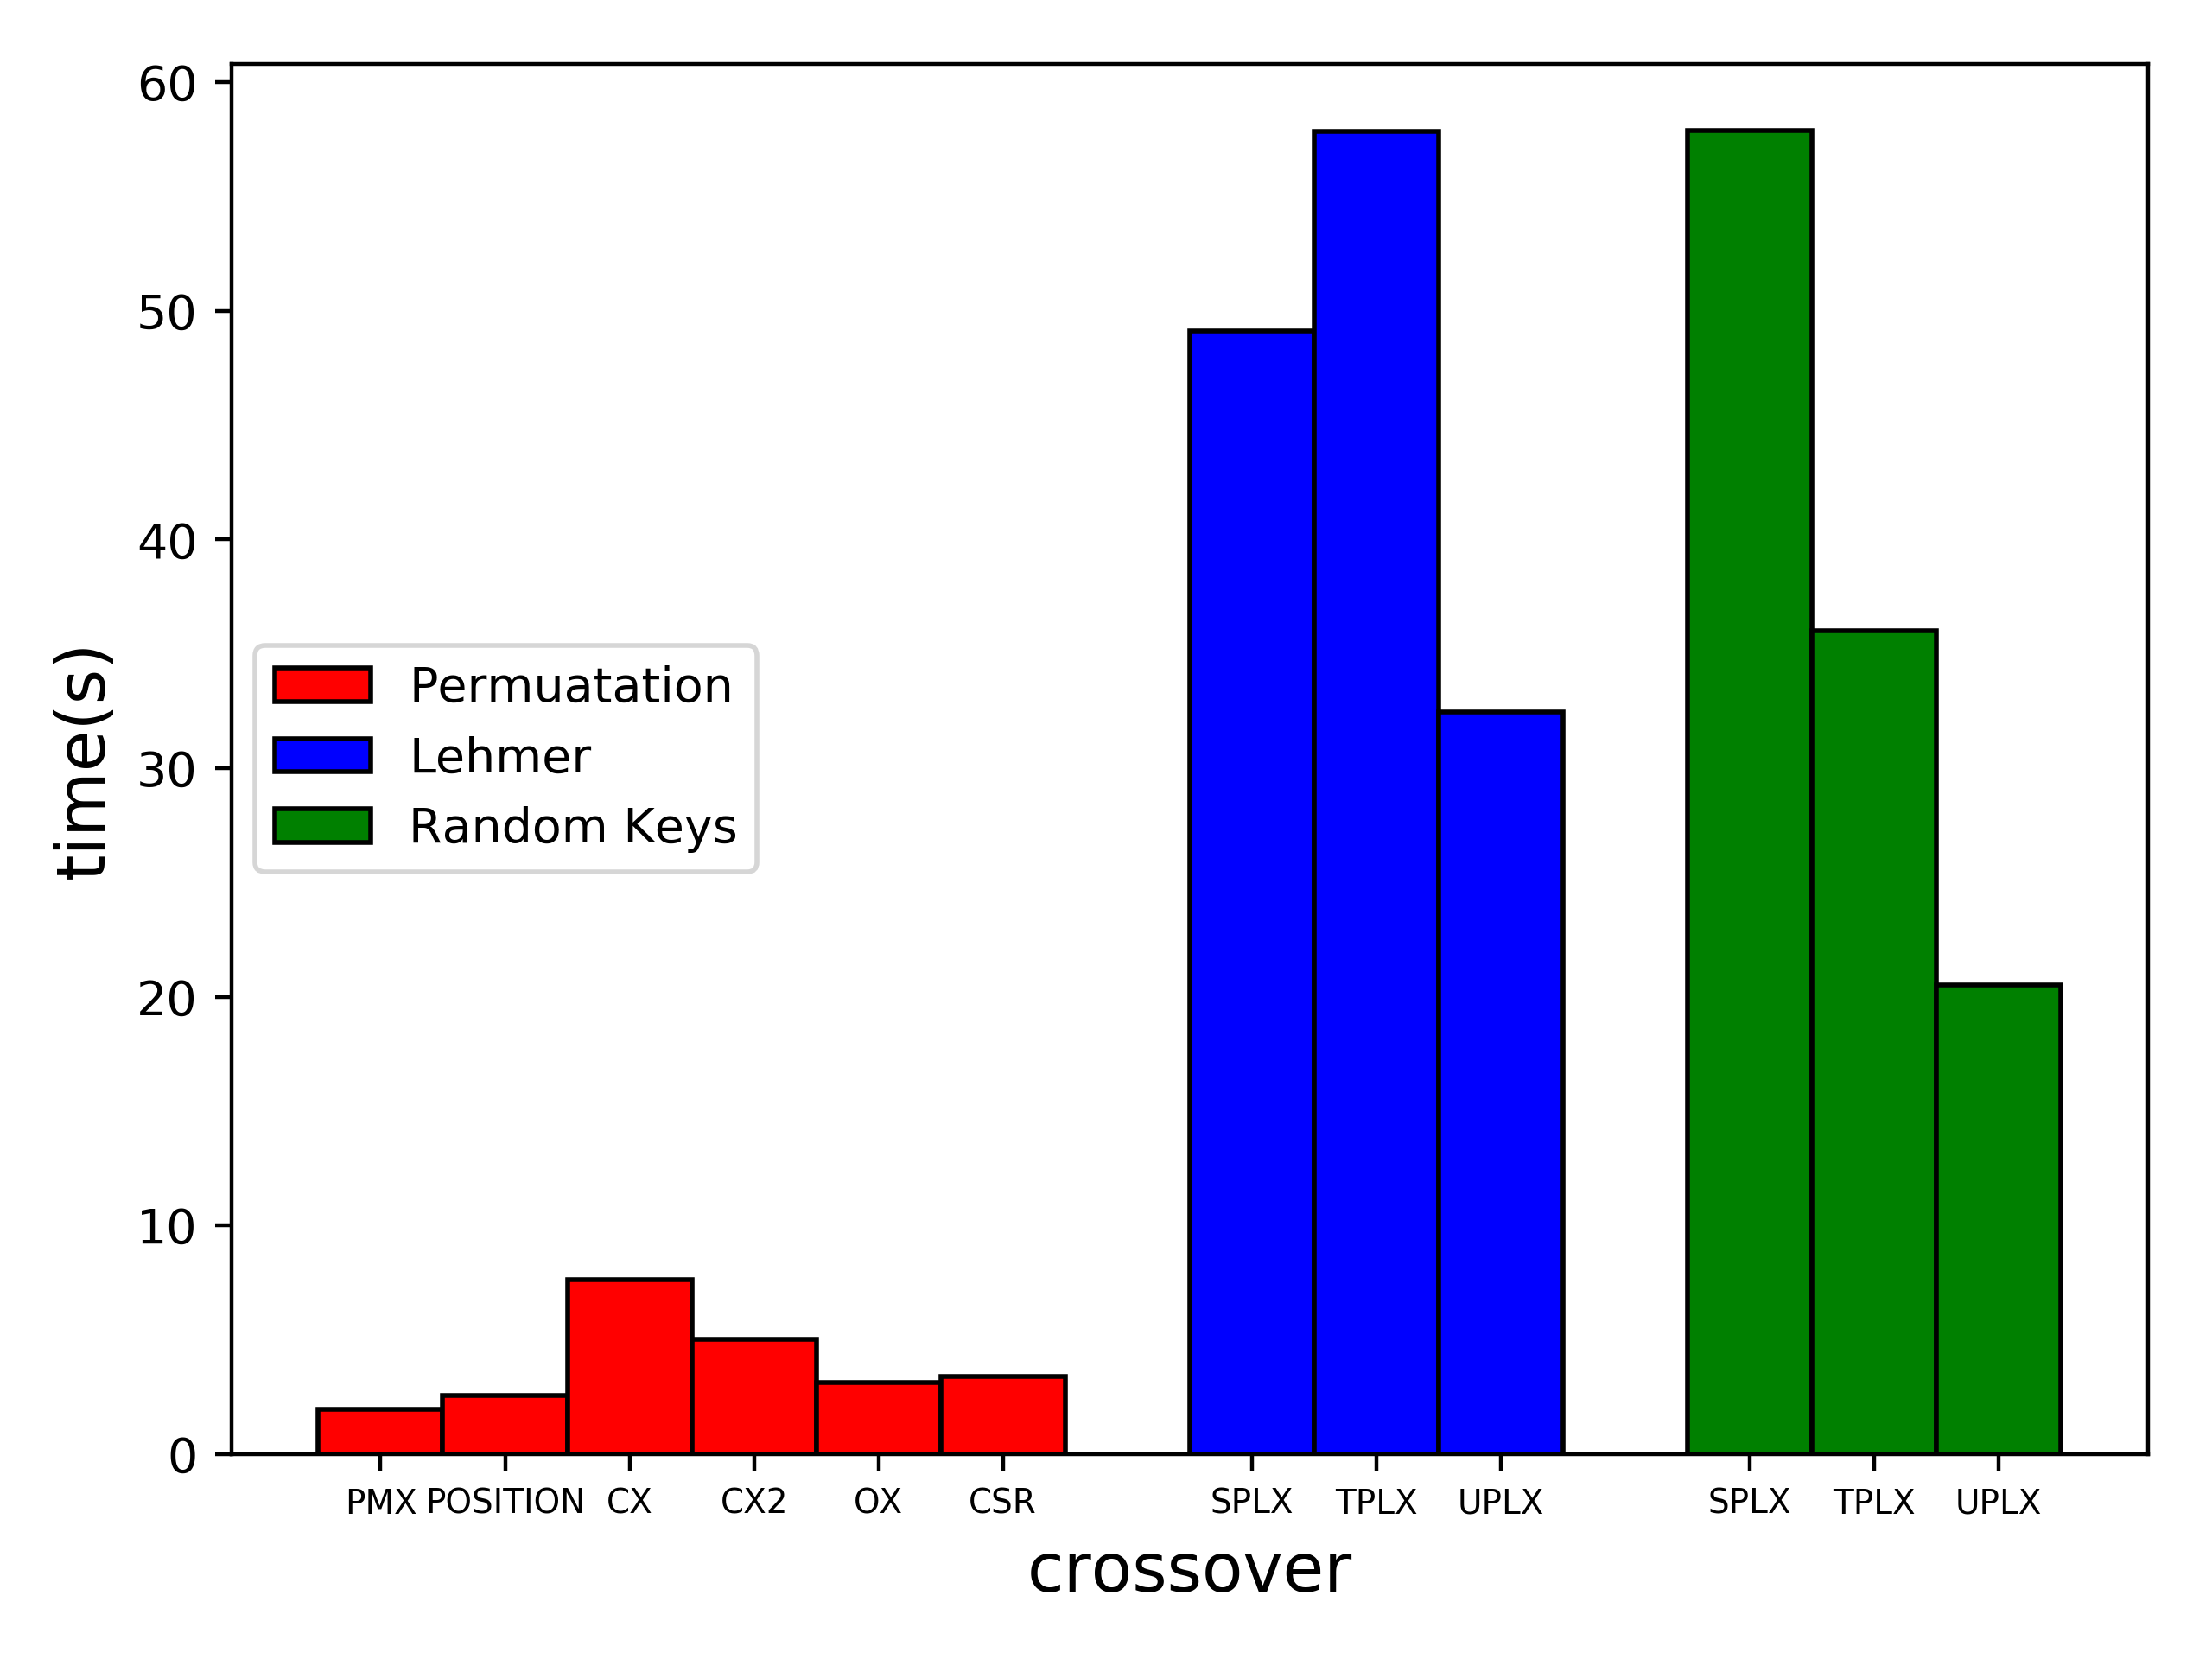 60
50
40
30
20
10
0
time(s)
Permuatation
Lehmer
Random Keys
PMX POSITION CX CX2 OX CSR SPLX TPLX UPLX SPLX TPLX UPLX
crossover